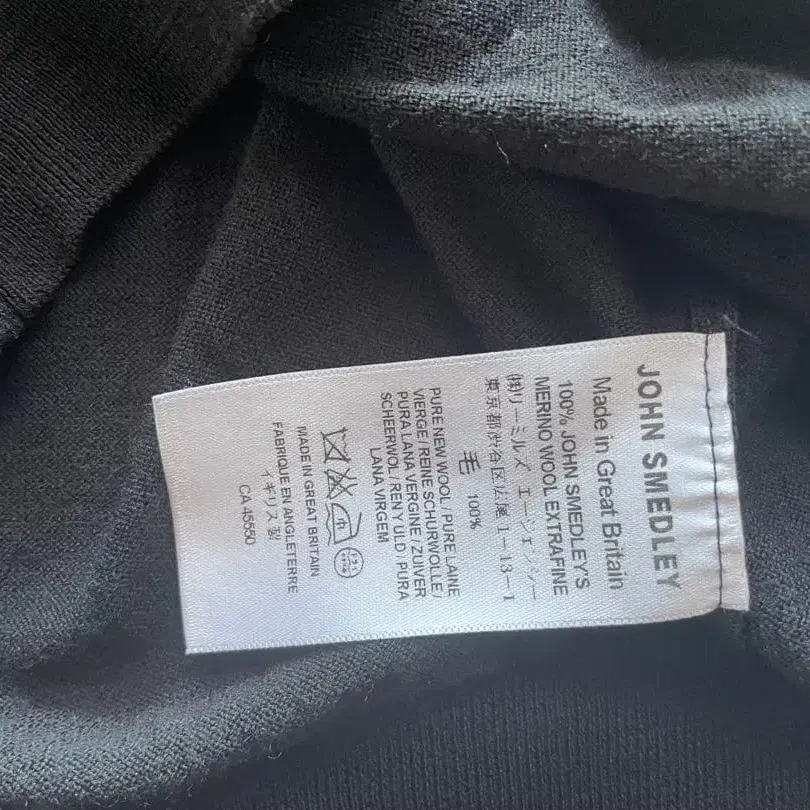 JOHN SMEDLEY
Made in Great Britain
100% JOHN SMEDLEY'S
MERINO WOOL EXTRAFINE
㈱リーミルズ エージェンシー
東京都渋谷区広尾1-13-1
毛 100%
PURE NEW WOOL / PURE LAINE
VIERGE / REINE SCHURWOLLE /
PURA LANA VERGINE / ZUIVER
SCHEERWOL / REN Y ULD / PURA
LANA VIRGEM
MADE IN GREAT BRITAIN
FABRIQUE EN ANGLETERRE
イギリス製
CA 45550